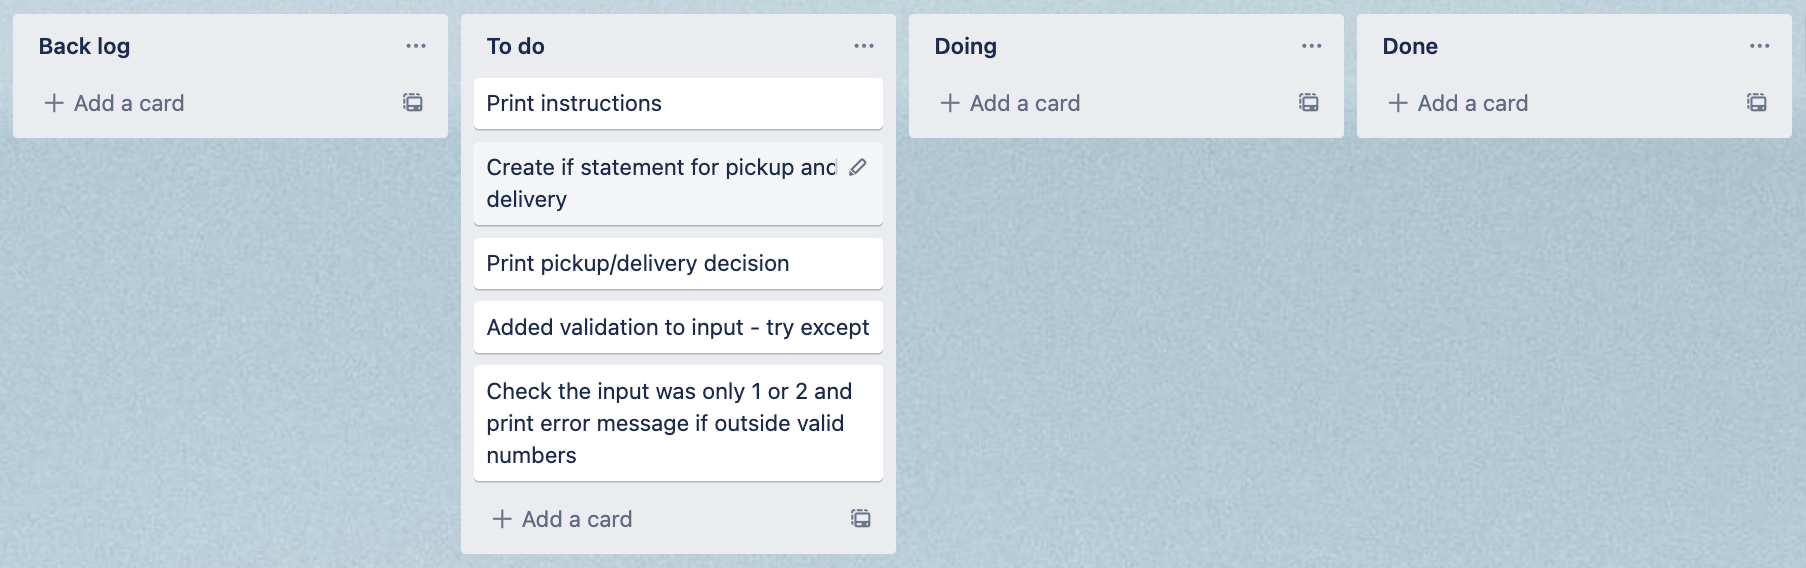 Back log
Add a card
To do
Print instructions
Create if statement for pickup and
delivery
Print pickup/delivery decision
Added validation to input - try except
Check the input was only 1 or 2 and
print error message if outside valid
numbers
Add a card
Doing
Add a card
Done
Add a card